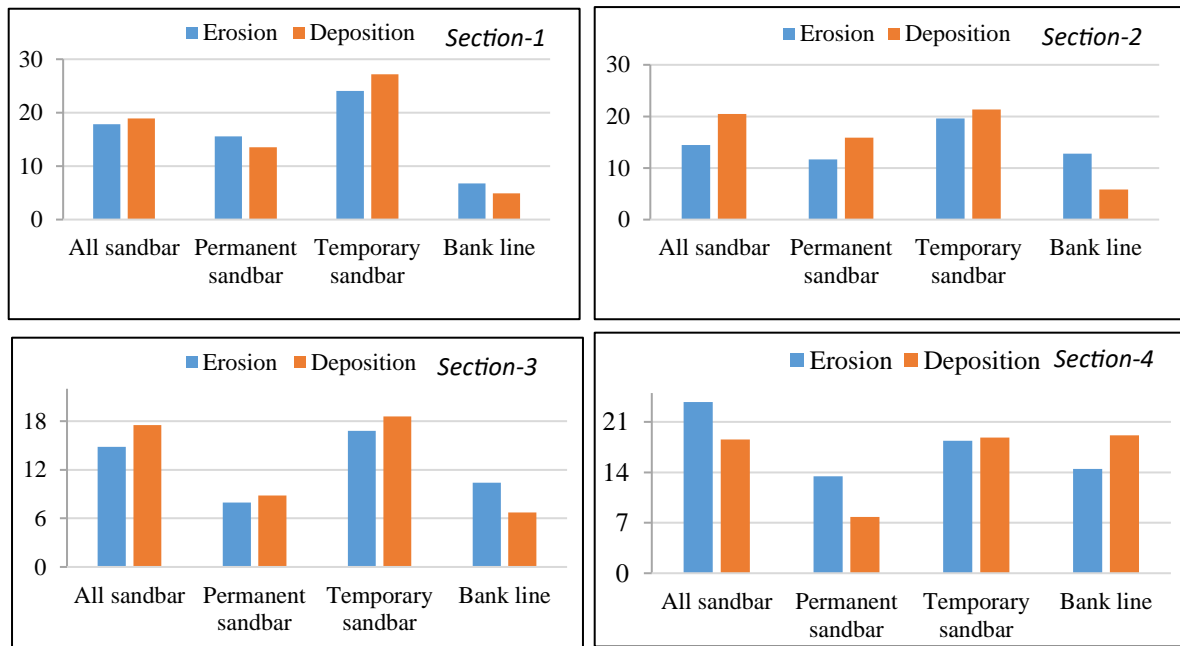 Erosion Deposition Section-1
30
20
10
0
All sandbar Permanent sandbar Temporary sandbar Bank line
Erosion Deposition Section-2
30
20
10
0
All sandbar Permanent sandbar Temporary sandbar Bank line
Erosion Deposition Section-3
18
12
6
0
All sandbar Permanent sandbar Temporary sandbar Bank line
Erosion Deposition Section-4
21
14
7
0
All sandbar Permanent sandbar Temporary sandbar Bank line